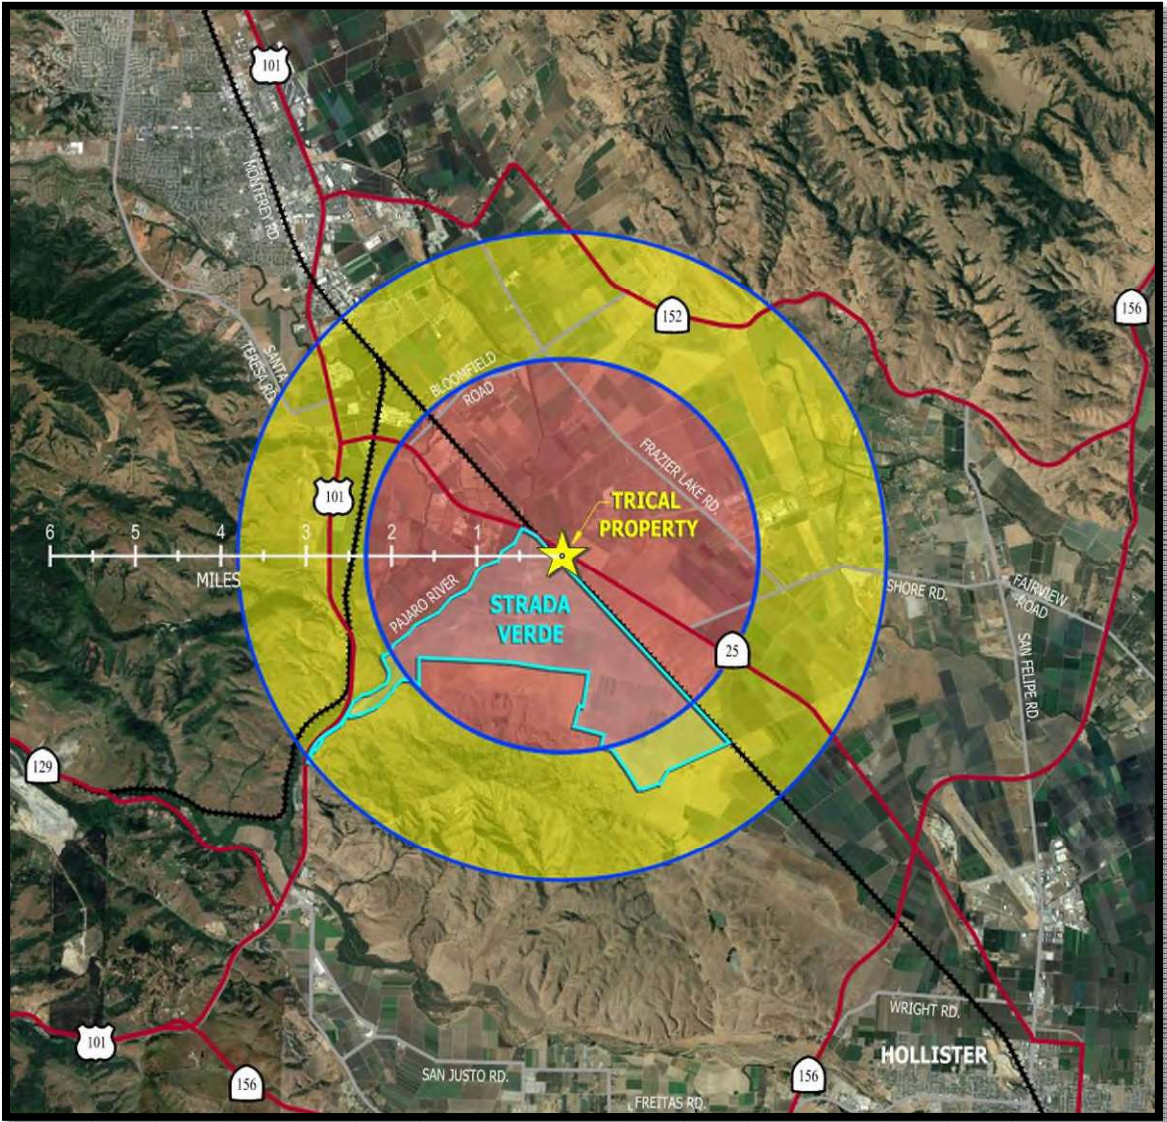 101
MONTEREY RD.
152
156
SANTA
TERESA RD.
BLOOMFIELD
ROAD
FRAZIER LAKE RD.
101
TRICAL
PROPERTY
6
5
4
3
2
1
MILES
PAJARO RIVER
STRADA
VERDE
SHORE RD.
FAIRVIEW
ROAD
25
SAN FELIPE RD.
129
WRIGHT RD.
HOLLISTER
101
156
SAN JUSTO RD.
156
FREITAS RD.